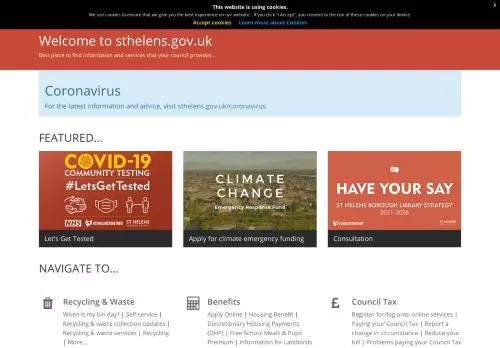 This website is using cookies.
x
We use cookies to ensure that we give you the best experience on our website. If you click "I Accept", you consent to the use of these cookies on your device.
Accept cookies Learn more about Cookies
Welcome to sthelens.gov.uk
Best place to find information and services that your council provides...
Coronavirus
For the latest information and advice, visit sthelens.gov.uk/coronavirus
FEATURED...
COVID-19
COMMUNITY TESTING
#LetsGetTested
NHS
ST HELENS
Let's Get Tested
CLIMATE
CHANGE
Emergency Response Fund
Apply for climate emergency funding
HAVE YOUR SAY
ST HELENS BOROUGH LIBRARY STRATEGY
2021-2026
ST HELENS
Consultation
NAVIGATE TO...
Recycling & Waste
When is my bin day? | Self-service |
Recycling & waste collection updates |
Recycling & waste services | Recycling
| More...
Benefits
Apply Online | Housing Benefit |
Discretionary Housing Payments
(DHP) | Free School Meals & Pupil
Premium | Information for Landlords
£ Council Tax
Register for/log onto online services |
Paying your Council Tax | Report a
change in circumstance | Reduce your
bill | Problems paying your Council Tax